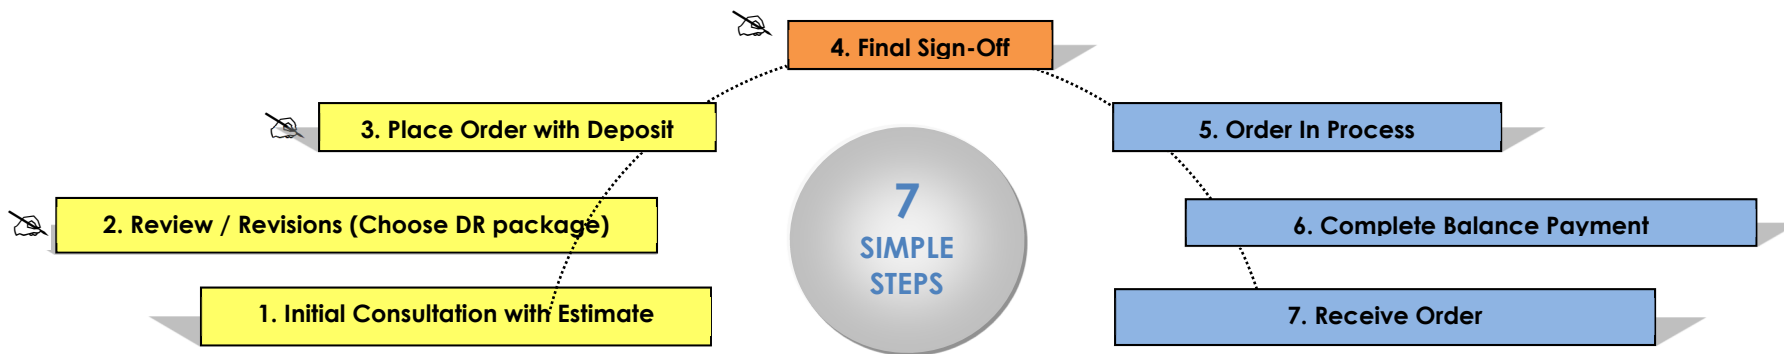 4. Final Sign-Off
3. Place Order with Deposit
5. Order In Process
2. Review / Revisions (Choose DR package)
6. Complete Balance Payment
1. Initial Consultation with Estimate
7. Receive Order
7
SIMPLE
STEPS